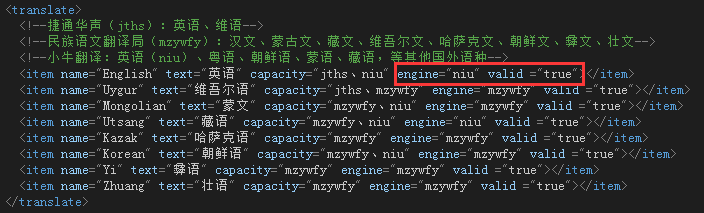 <translate>
<!--捷通华声（jths）：英语、维语-->
<!--民族语文翻译局（mzywfy）：汉文、蒙古文、藏文、维吾尔文、哈萨克文、朝鲜文、彝文、壮文-->
<!--小牛翻译：英语（niu）、粤语、朝鲜语、蒙语、藏语，等其他国外语种-->
<item name="English" text="英语" capacity="jths、niu" engine="niu" valid ="true"></item>
<item name="Uygur" text="维吾尔语" capacity="jths、mzywfy" engine="mzywfy" valid ="true"></item>
<item name="Mongolian" text="蒙文" capacity="mzywfy、niu" engine="mzywfy" valid ="true"></item>
<item name="Utsang" text="藏语" capacity="mzywfy、niu" engine="niu" valid ="true"></item>
<item name="Kazak" text="哈萨克语" capacity="mzywfy" engine="mzywfy" valid ="true"></item>
<item name="Korean" text="朝鲜语" capacity="mzywfy、niu" engine="mzywfy" valid ="true"></item>
<item name="Yi" text="彝语" capacity="mzywfy" engine="mzywfy" valid ="true"></item>
<item name="Zhuang" text="壮语" capacity="mzywfy" engine="mzywfy" valid ="true"></item>
</translate>